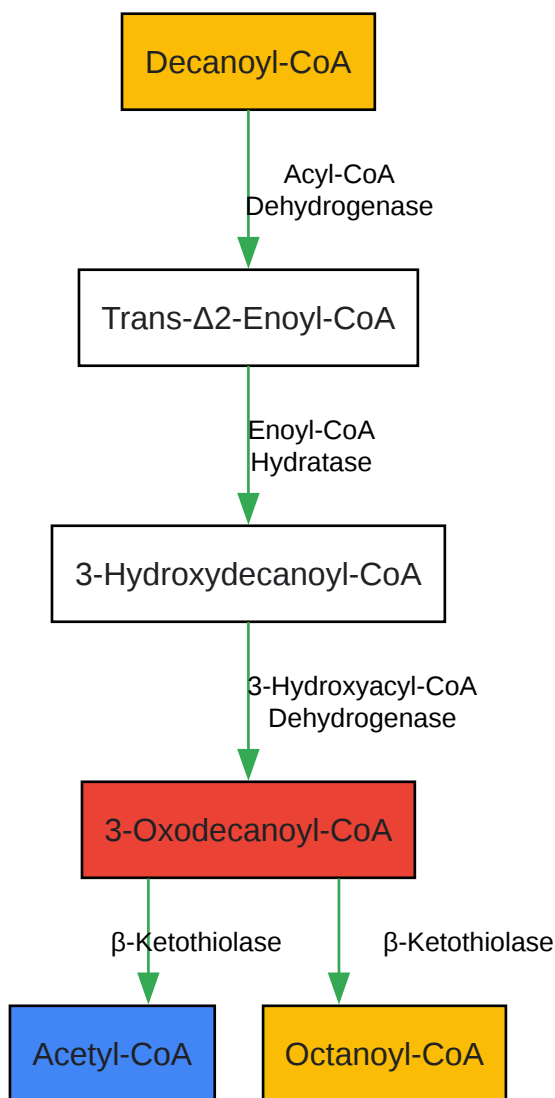 Decanoyl-CoA
Acyl-CoA
Dehydrogenase
Trans-Δ2-Enoyl-CoA
Enoyl-CoA
Hydratase
3-Hydroxydecanoyl-CoA
3-Hydroxyacyl-CoA
Dehydrogenase
3-Oxodecanoyl-CoA
β-Ketothiolase
β-Ketothiolase
Acetyl-CoA
Octanoyl-CoA